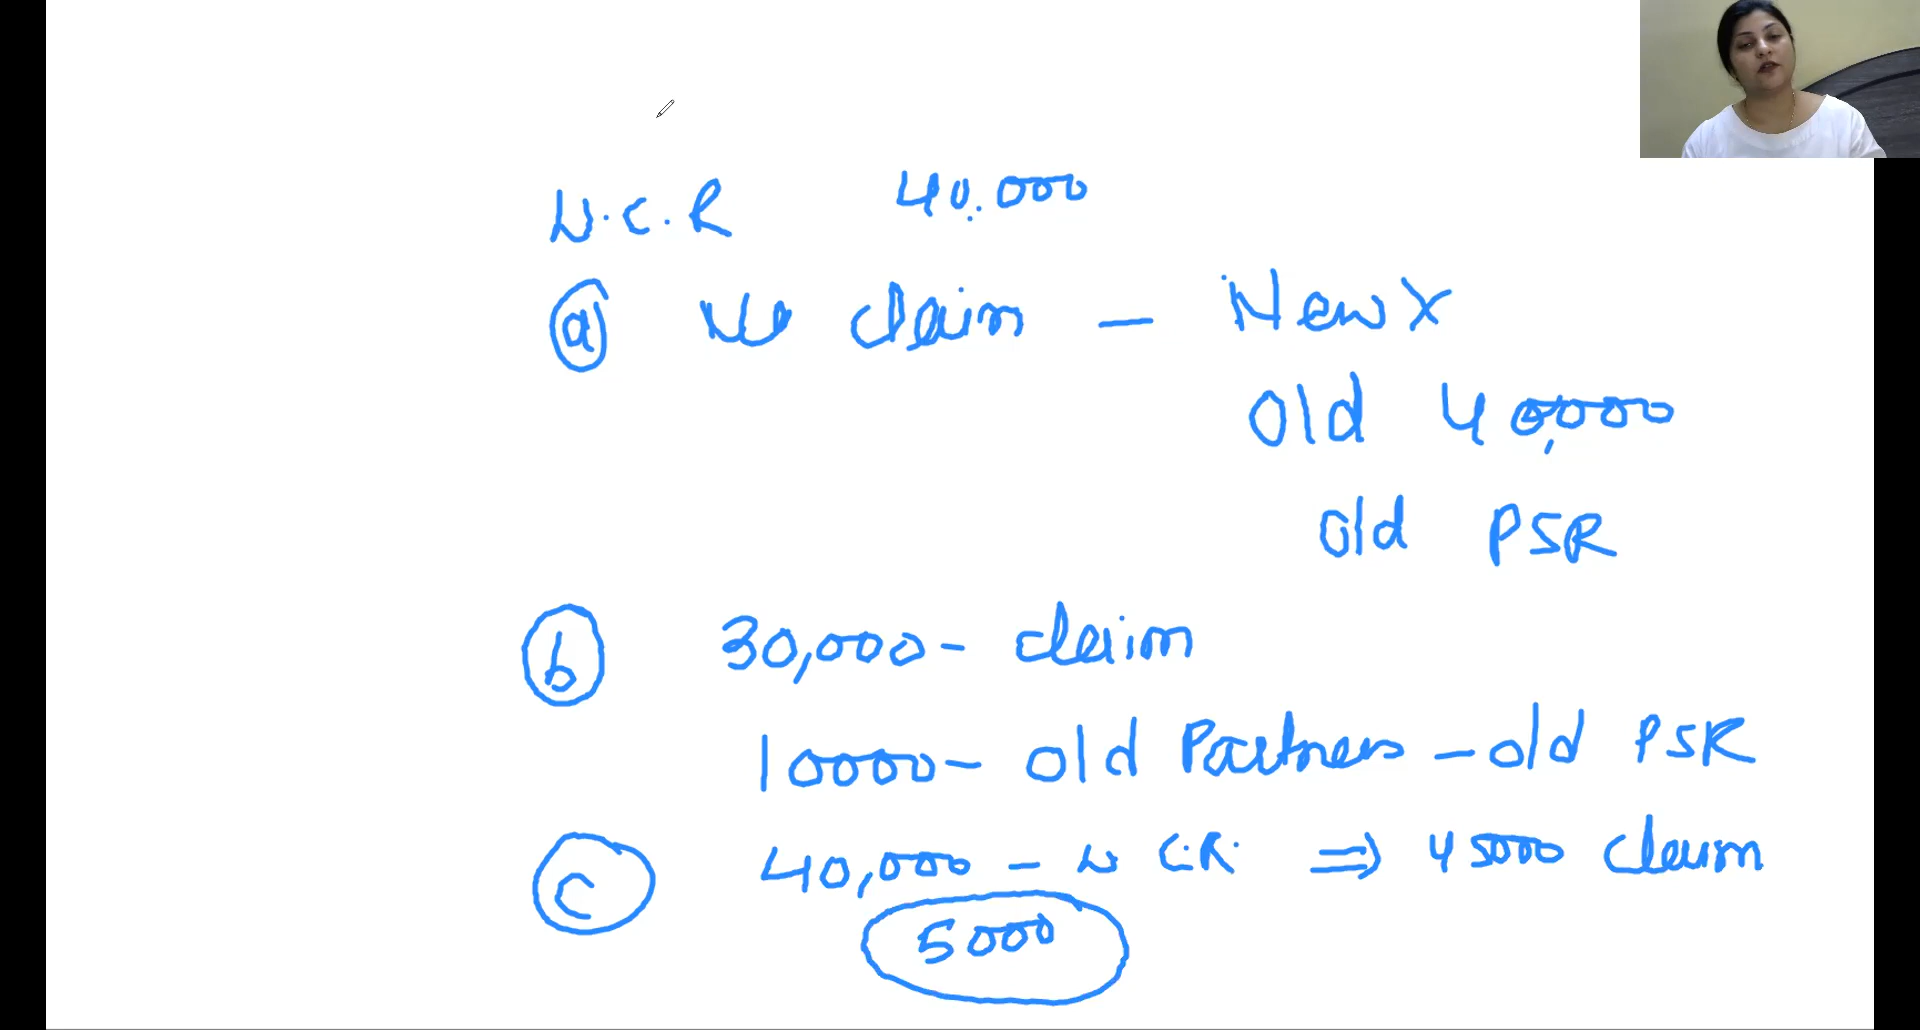 W.C.R 40,000
(a) No claim - New X
Old 40,000
old PSR
(b) 30,000- claim
10000- old Partners - old PSR
(c) 40,000 - W C.R. => 45000 claim
5000